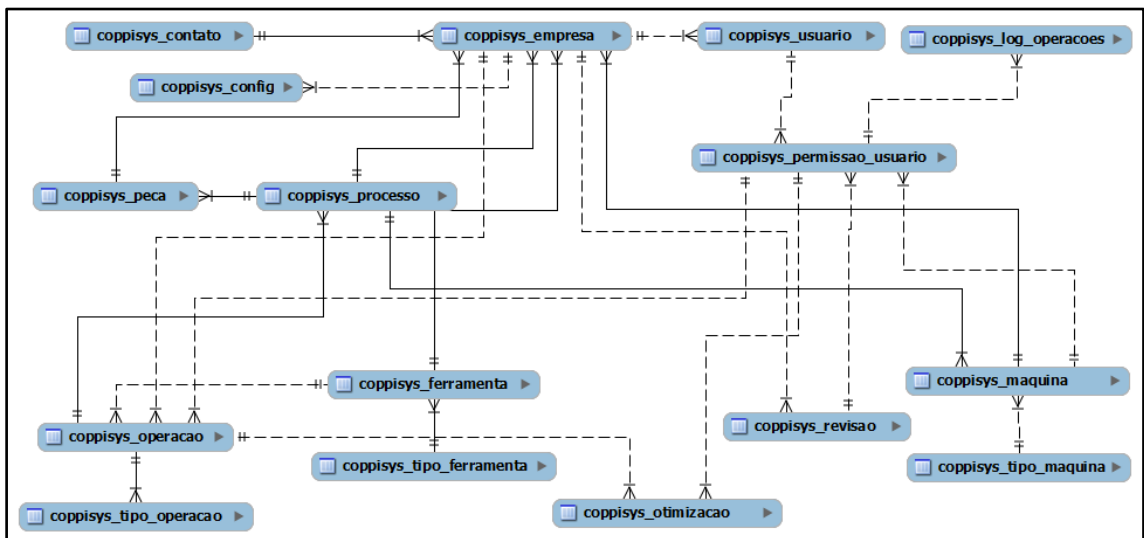 coppisys_contato
coppisys_empresa
coppisys_usuario
coppisys_log_operacoes
coppisys_config
coppisys_permissao_usuario
coppisys_peca
coppisys_processo
coppisys_ferramenta
coppisys_maquina
coppisys_operacao
coppisys_revisao
coppisys_tipo_ferramenta
coppisys_tipo_maquina
coppisys_tipo_operacao
coppisys_otimizacao